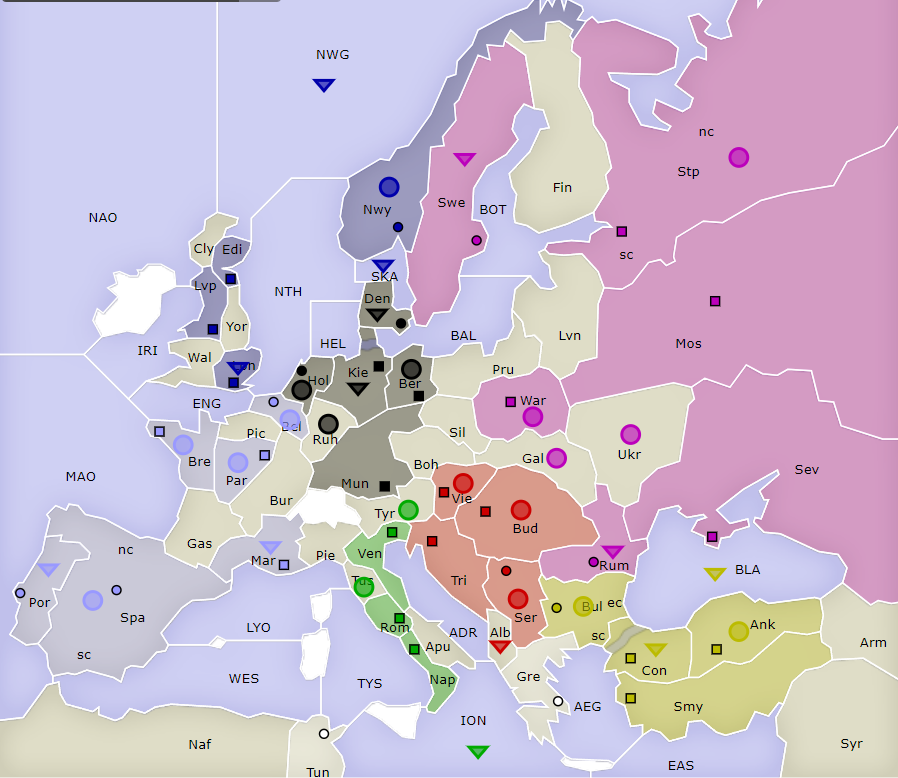 NWG
nc
Stp
Fin
NAO
Nwy
Swe
BOT
Cly Edi
sc
SKA
Lvp
NTH
Den
Yor
HEL
BAL
Lvn
Mos
IRI
Wal
Kie
Ber
Pru
Hol
War
ENG
Bel
Pic
Ruh
Sil
Gal
Ukr
Bre
Par
Boh
MAO
Mun
Sev
Bur
Vie
Tyr
Bud
nc
Gas
Mar
Pie
Ven
Rum
BLA
Por
Spa
Tus
Tri
Ser
Bul ec
LYO
Rom
ADR
Alb
sc
Ank
sc
Apu
Con
Arm
WES
TYS
Nap
Gre
AEG
Smy
ION
Naf
Syr
Tun
EAS